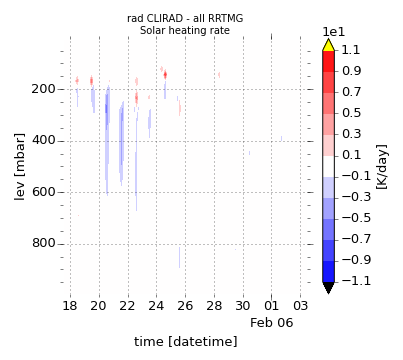 rad CLIRAD - all RRTMG
Solar heating rate
1e1
1.1
0.9
0.7
0.5
0.3
0.1
−0.1
−0.3
−0.5
−0.7
−0.9
−1.1
[K/day]
lev [mbar]
200
400
600
800
18 20 22 24 26 28 30 01 03
Feb 06
time [datetime]